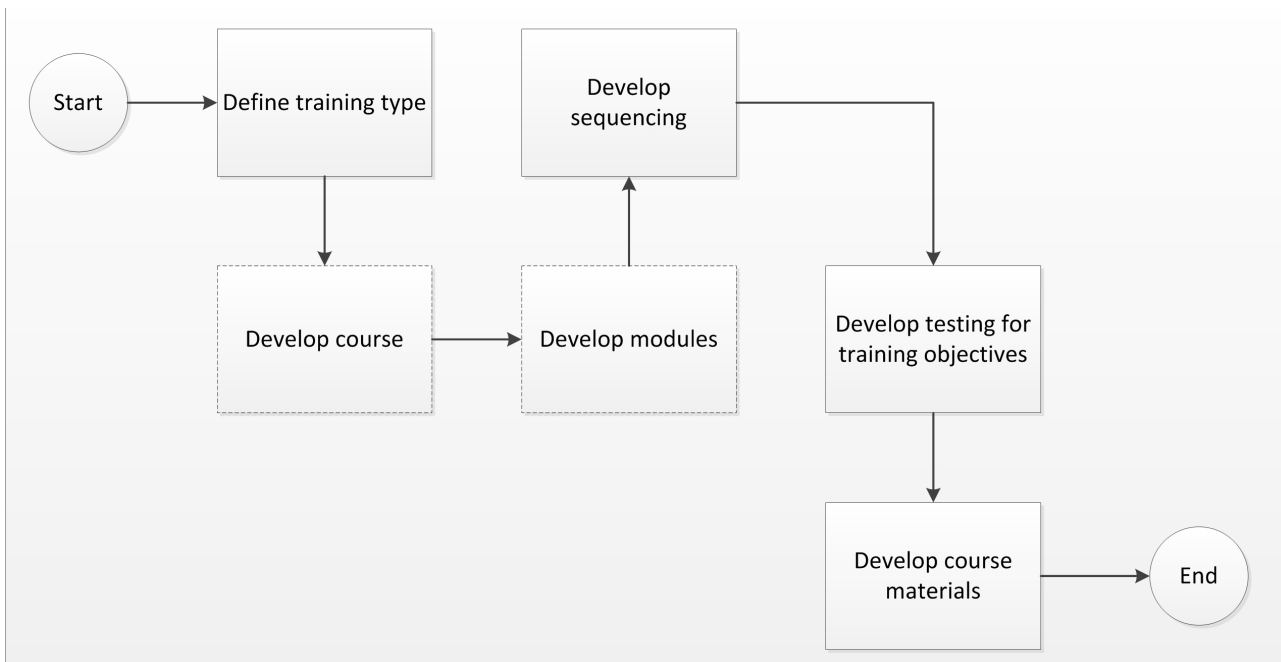 Start
Define training type
Develop course
Develop modules
Develop
sequencing
Develop testing for
training objectives
Develop course
materials
End